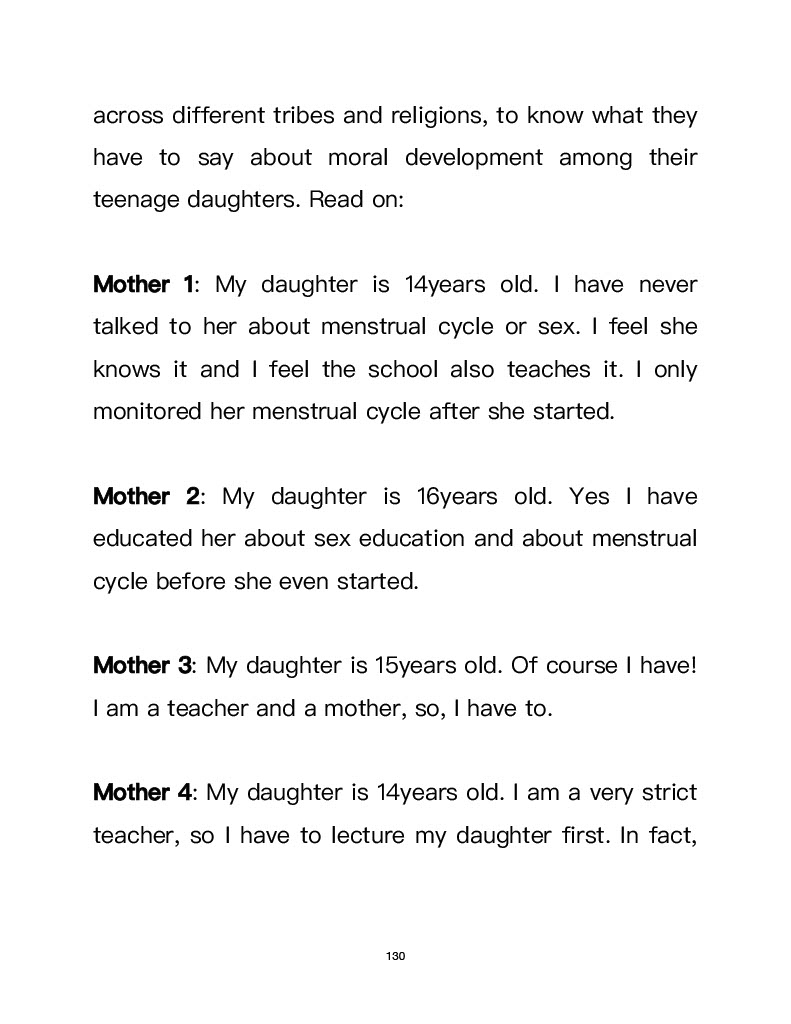 across different tribes and religions, to know what they
have to say about moral development among their
teenage daughters. Read on:
Mother 1: My daughter is 14years old. I have never
talked to her about menstrual cycle or sex. I feel she
knows it and I feel the school also teaches it. I only
monitored her menstrual cycle after she started.
Mother 2: My daughter is 16years old. Yes I have
educated her about sex education and about menstrual
cycle before she even started.
Mother 3: My daughter is 15years old. Of course I have!
I am a teacher and a mother, so, I have to.
Mother 4: My daughter is 14years old. I am a very strict
teacher, so I have to lecture my daughter first. In fact,
130